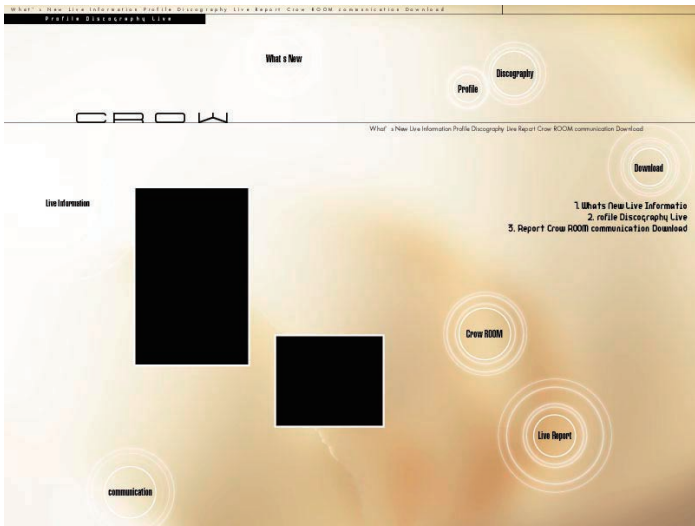 What's New Live Information Profile Discography Live Report Crow ROOM communication Download
Profile Discography Live
What s New
Discography
Profile
CROW
What's New Live Information Profile Discography Live Report Crow ROOM communication Download
Download
Live Information
1. Whats New Live Informatio
2. rofile Discography Live
3. Report Crow ROOM communication Download
Crow ROOM
Live Report
communication